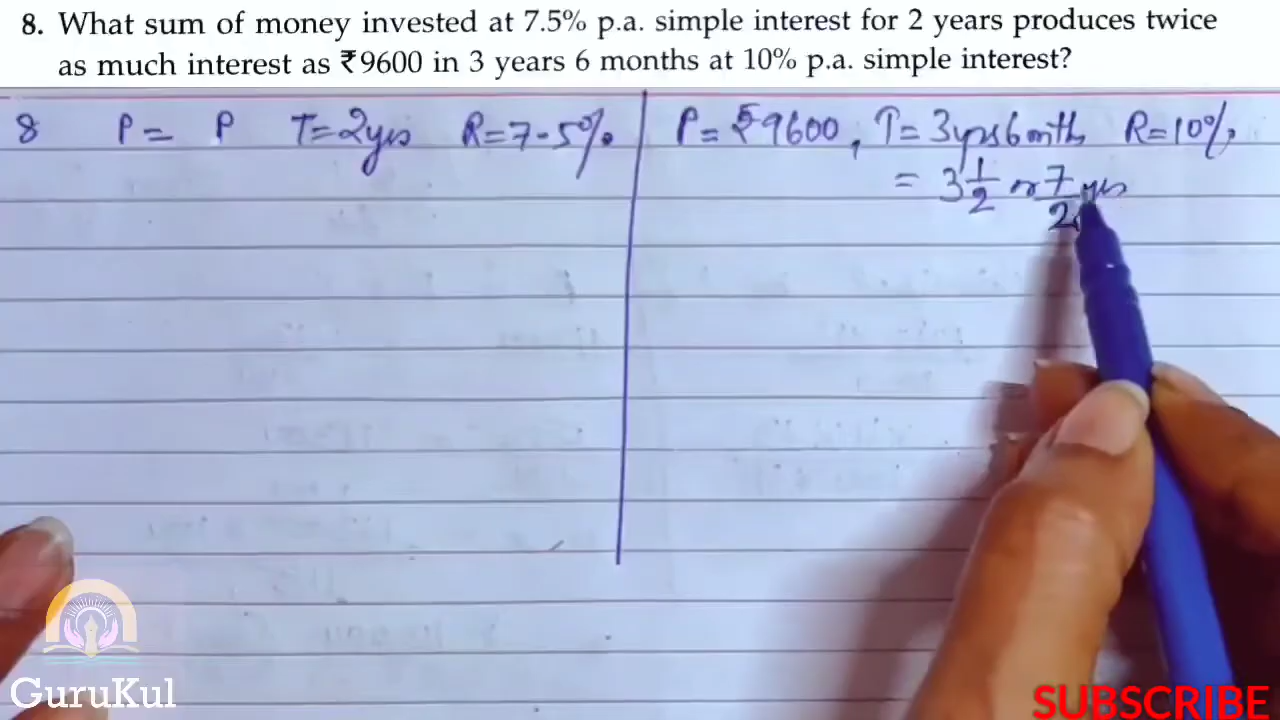 8. What sum of money invested at 7.5% p.a. simple interest for 2 years produces twice
as much interest as ₹9600 in 3 years 6 months at 10% p.a. simple interest?
8 P = P T=2yrs R=7-5%
P = ₹9600, T= 3yrs6mths R=10%
= 3 1/2 or 7/2 yrs
GuruKul
SUBSCRIBE